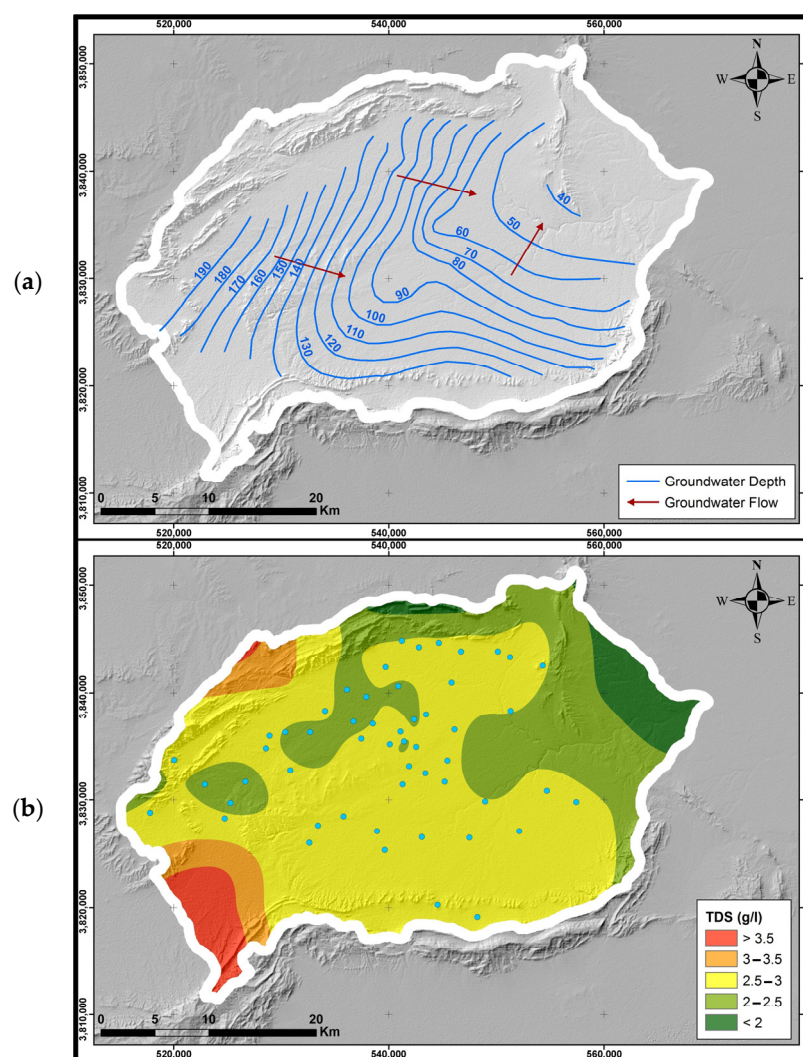 (a)
520,000 540,000 560,000
3,850,000
3,840,000
3,830,000
3,820,000
3,810,000
N
W E
S
190
180
170
160
150
140
130
120
110
100
90
80
70
60
50
40
0 5 10 20
Km
Groundwater Depth
Groundwater Flow
520,000 540,000 560,000
(b)
3,850,000
3,840,000
3,830,000
3,820,000
3,810,000
N
W E
S
0 5 10 20
Km
TDS (g/l)
> 3.5
3–3.5
2.5–3
2–2.5
< 2
520,000 540,000 560,000